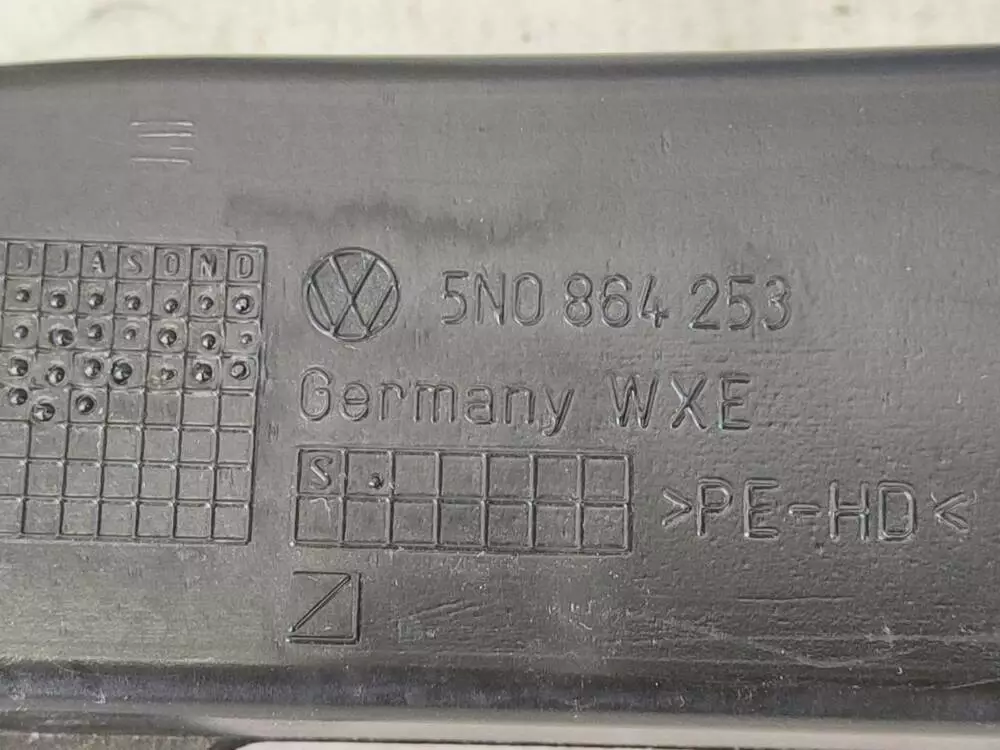 J J A S O N D
5N0 864 253
Germany WXE
S
>PE-HD<